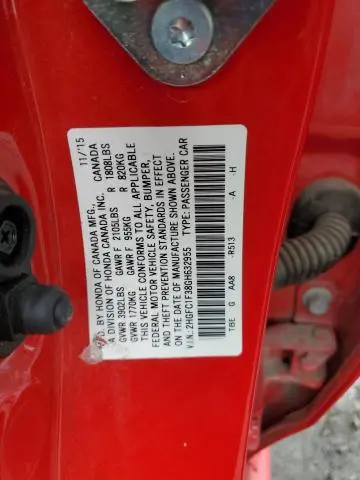 D. BY HONDA OF CANADA MFG., 11/'15
A DIVISION OF HONDA CANADA INC. CANADA
GVWR 3902LBS GAWR F 2105LBS R 1808LBS
GVWR 1770KG GAWR F 955KG R 820KG
THIS VEHICLE CONFORMS TO ALL APPLICABLE
FEDERAL MOTOR VEHICLE SAFETY, BUMPER,
AND THEFT PREVENTION STANDARDS IN EFFECT
ON THE DATE OF MANUFACTURE SHOWN ABOVE.
VIN: 2HGFC1F38GH632955 TYPE: PASSENGER CAR
TBE G AA8 -R513 -A -H